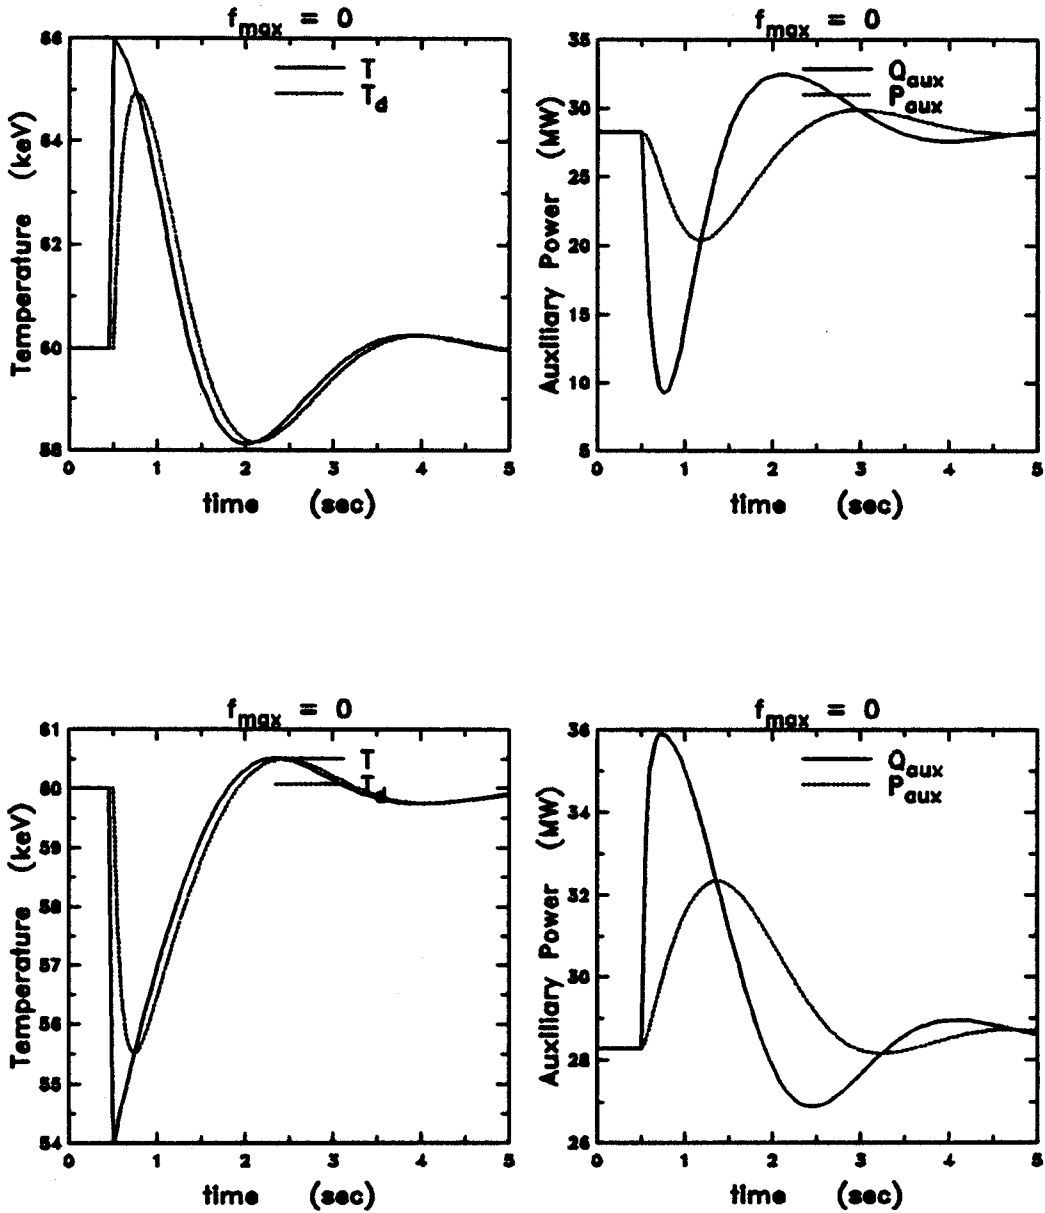 f_max = 0
T
T_d
66
64
62
60
58
Temperature (keV)
0 1 2 3 4 5
time (sec)
f_max = 0
Q_aux
P_aux
35
30
25
20
15
10
5
Auxiliary Power (MW)
0 1 2 3 4 5
time (sec)
f_max = 0
T
T_d
61
60
59
58
57
56
55
54
Temperature (keV)
0 1 2 3 4 5
time (sec)
f_max = 0
Q_aux
P_aux
36
34
32
30
28
26
Auxiliary Power (MW)
0 1 2 3 4 5
time (sec)